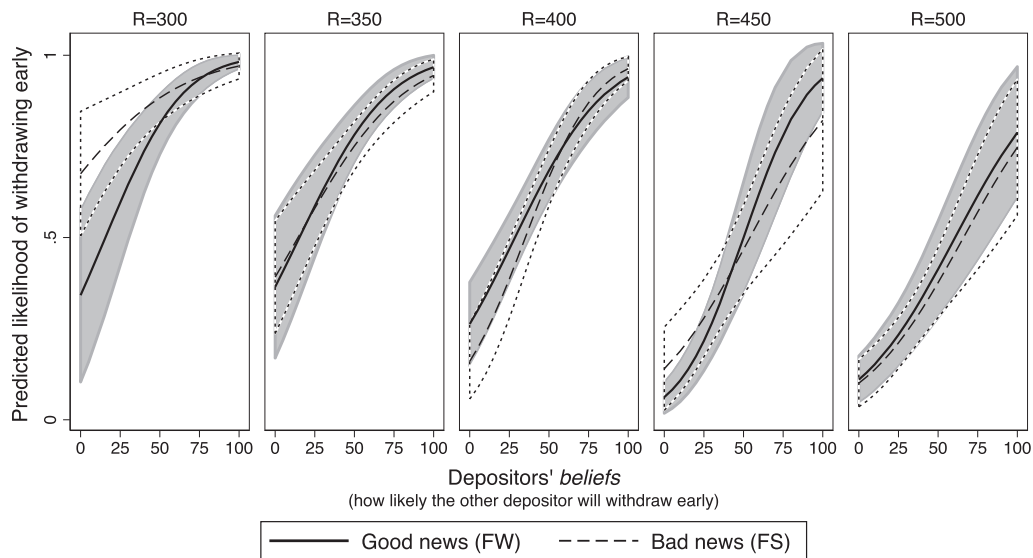 R=300 R=350 R=400 R=450 R=500
Predicted likelihood of withdrawing early
1
.5
0
0 25 50 75 100 0 25 50 75 100 0 25 50 75 100 0 25 50 75 100 0 25 50 75 100
Depositors' beliefs
(how likely the other depositor will withdraw early)
Good news (FW) Bad news (FS)